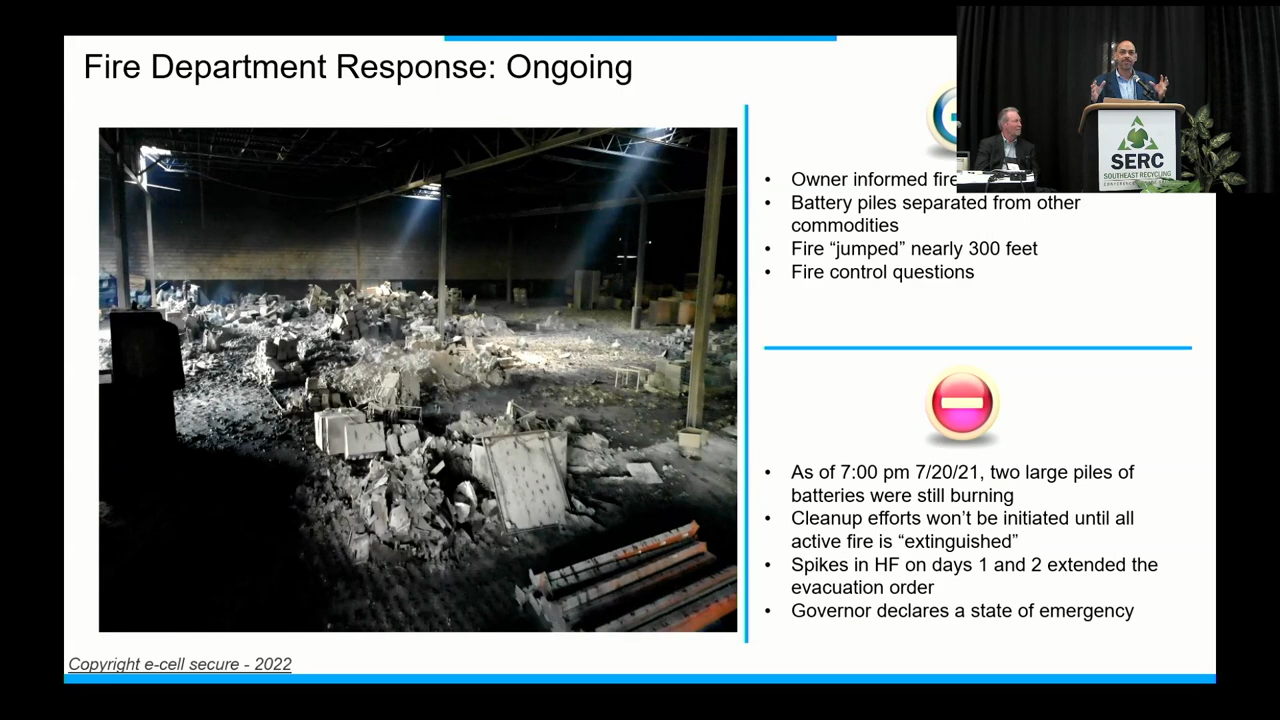 Fire Department Response: Ongoing
• Owner informed fire
• Battery piles separated from other
commodities
• Fire “jumped” nearly 300 feet
• Fire control questions
• As of 7:00 pm 7/20/21, two large piles of
batteries were still burning
• Cleanup efforts won’t be initiated until all
active fire is “extinguished”
• Spikes in HF on days 1 and 2 extended the
evacuation order
• Governor declares a state of emergency
Copyright e-cell secure - 2022
SERC
SOUTHEAST RECYCLING